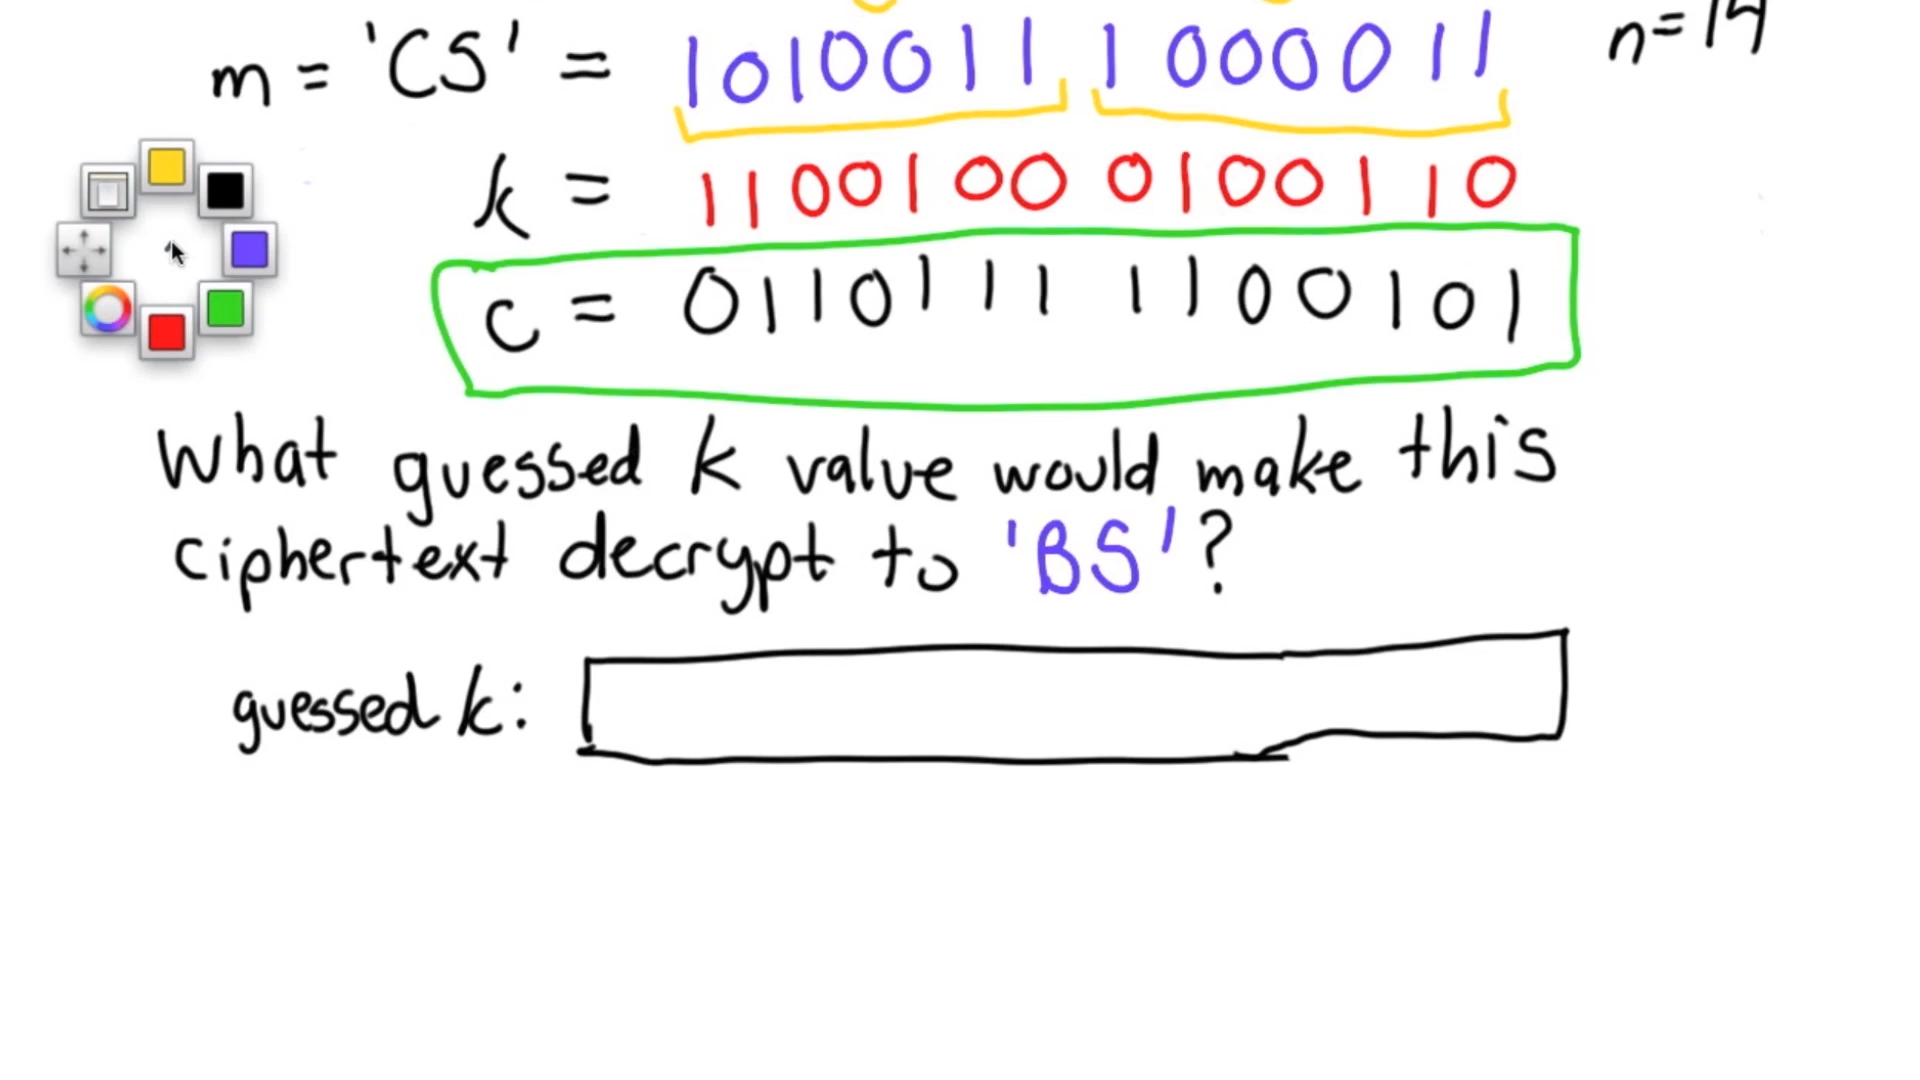 m = 'CS' = 1010011 1000011 n=14
k = 1100100 0100110
c = 0110111 1100101
What guessed k value would make this
ciphertext decrypt to 'BS'?
guessed k: